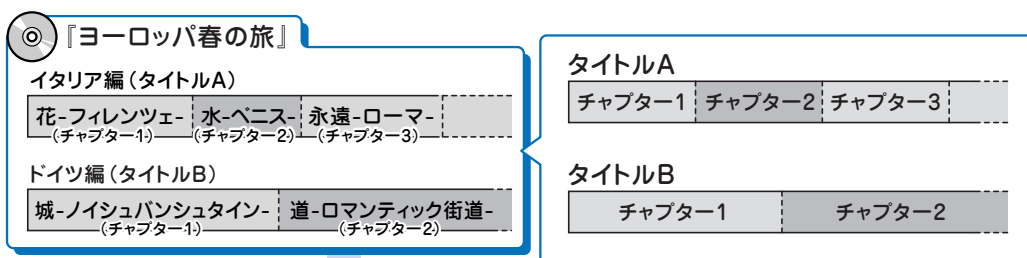 『ヨーロッパ春の旅』
イタリア編(タイトルA)
花-フィレンツェ- 水-ベニス- 永遠-ローマ-
(チャプター1) (チャプター2) (チャプター3)
ドイツ編(タイトルB)
城-ノイシュバンシュタイン- 道-ロマンティック街道-
(チャプター1) (チャプター2)
タイトルA
チャプター1 チャプター2 チャプター3
タイトルB
チャプター1 チャプター2